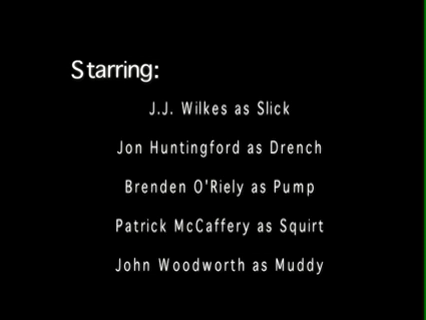 Starring:
J.J. Wilkes as Slick
Jon Huntingford as Drench
Brenden O'Riely as Pump
Patrick McCaffery as Squirt
John Woodworth as Muddy